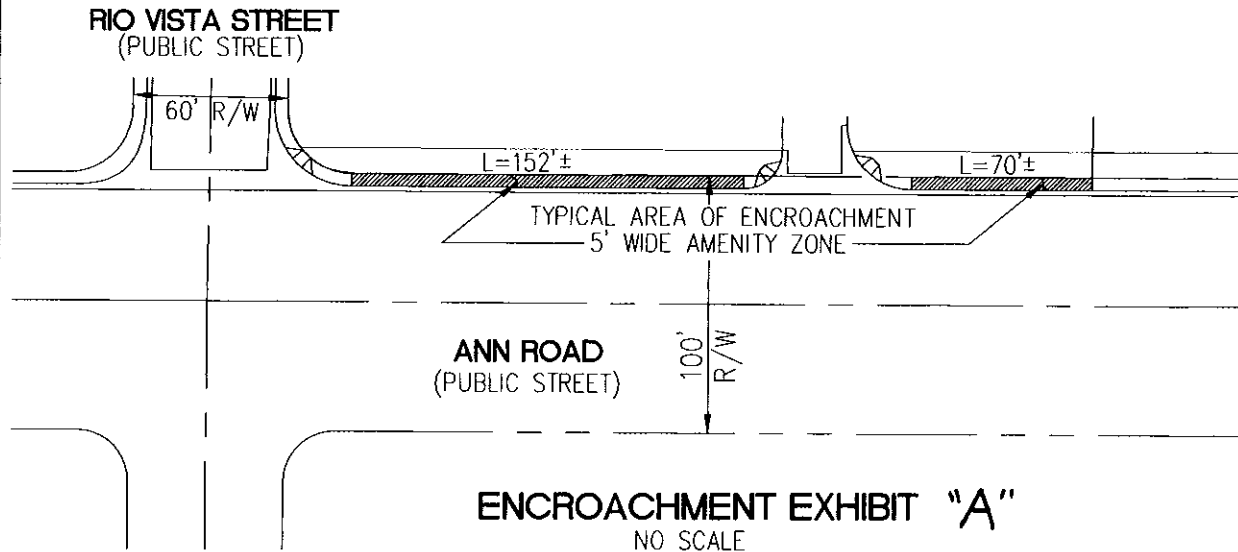 RIO VISTA STREET
(PUBLIC STREET)
60' R/W
L=152'±
L=70'±
TYPICAL AREA OF ENCROACHMENT
5' WIDE AMENITY ZONE
ANN ROAD
(PUBLIC STREET)
100'
R/W
ENCROACHMENT EXHIBIT "A"
NO SCALE